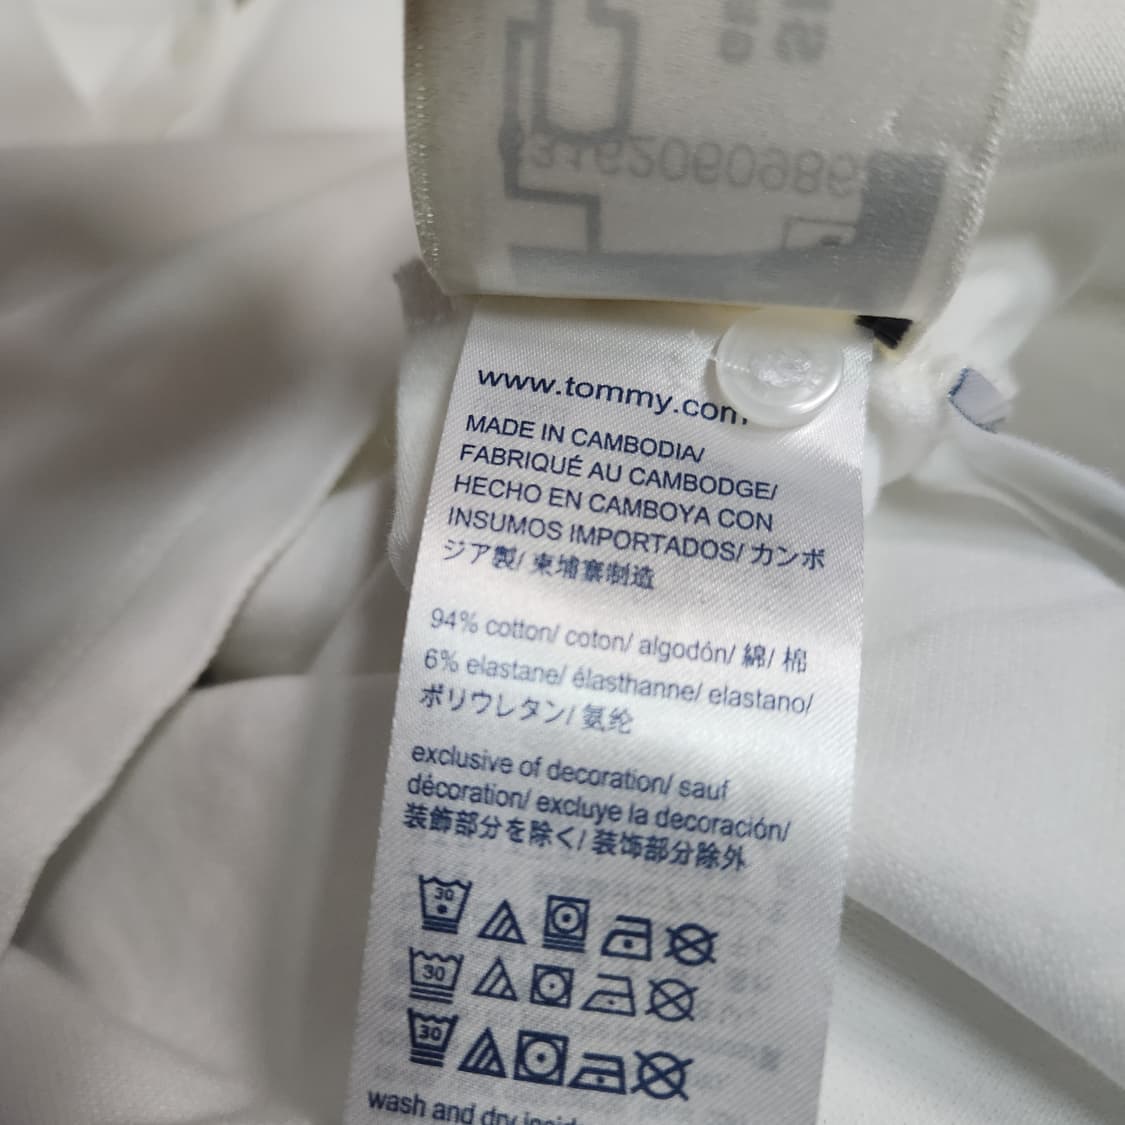 www.tommy.com
MADE IN CAMBODIA/
FABRIQUÉ AU CAMBODGE/
HECHO EN CAMBOYA CON
INSUMOS IMPORTADOS/ カンボ
ジア製/ 柬埔寨制造
94% cotton/ coton/ algodón/ 綿/ 棉
6% elastane/ élasthanne/ elastano/
ポリウレタン/ 氨纶
exclusive of decoration/ sauf
décoration/ excluye la decoración/
装飾部分を除く/ 装饰部分除外
30
30
30
wash and dry